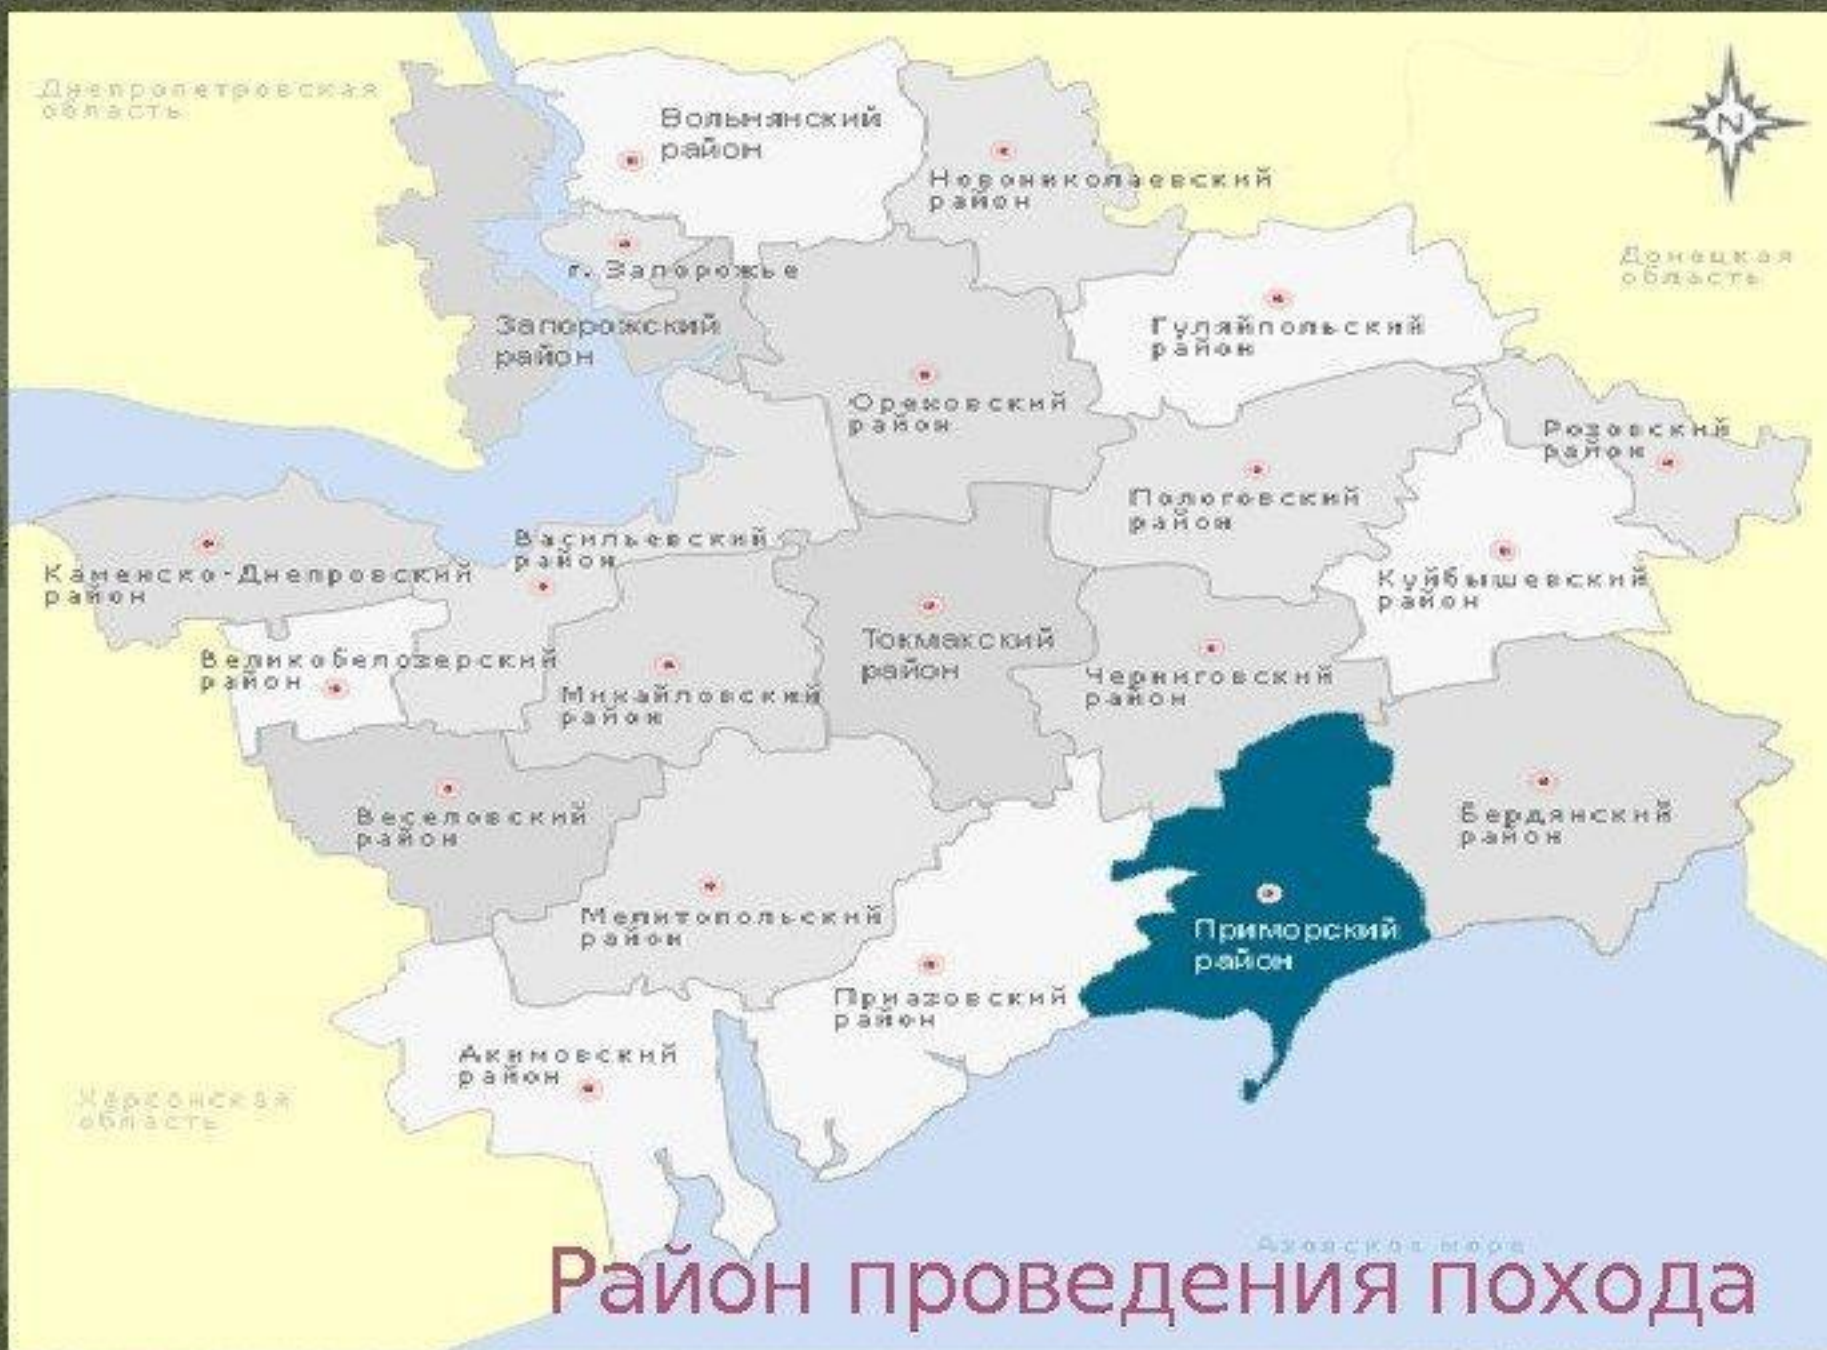 Днепропетровская
область
Вольнянский
район
Новониколаевский
район
г. Запорожье
Донецкая
область
Запорожский
район
Гуляйпольский
район
Ореховский
район
Розовский
район
Пологовский
район
Васильевский
район
Каменско-Днепровский
район
Куйбышевский
район
Токмакский
район
Великобелозерский
район
Михайловский
район
Черниговский
район
Веселовский
район
Бердянский
район
Мелитопольский
район
Приморский
район
Приазовский
район
Акимовский
район
Херсонская
область
Азовское море
Район проведения похода
N